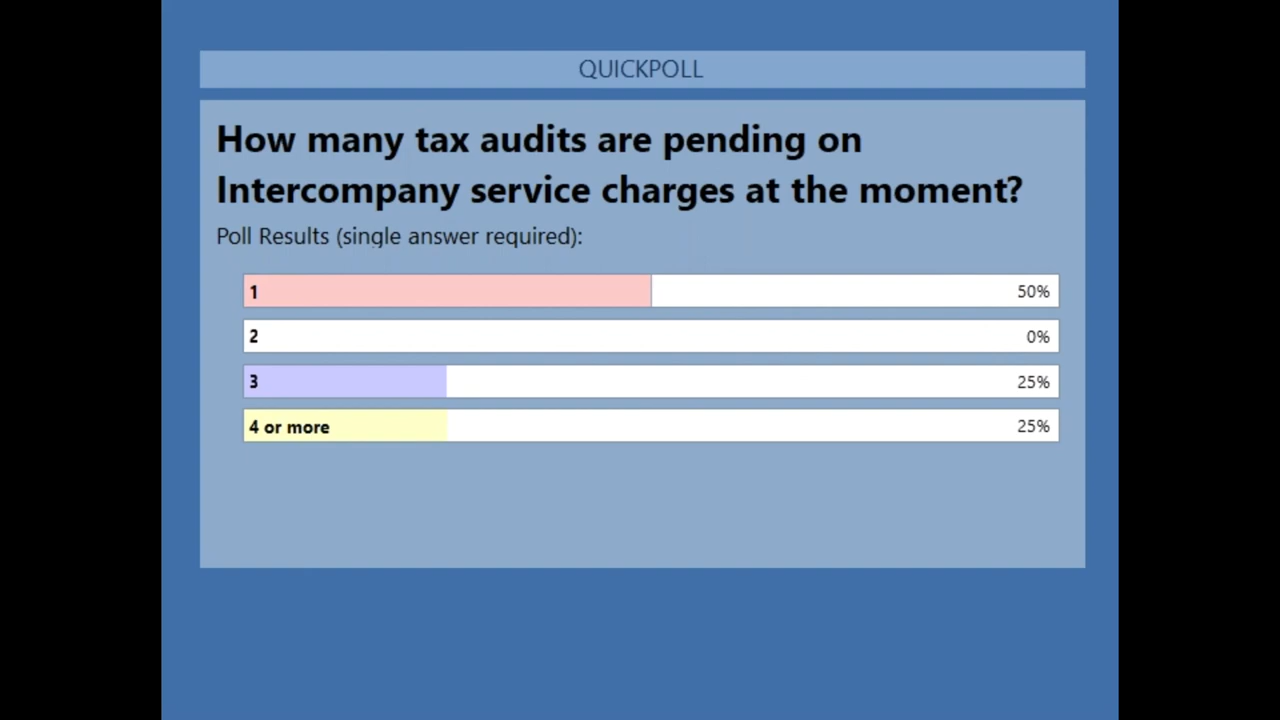 QUICKPOLL
How many tax audits are pending on
Intercompany service charges at the moment?
Poll Results (single answer required):
1 50%
2 0%
3 25%
4 or more 25%